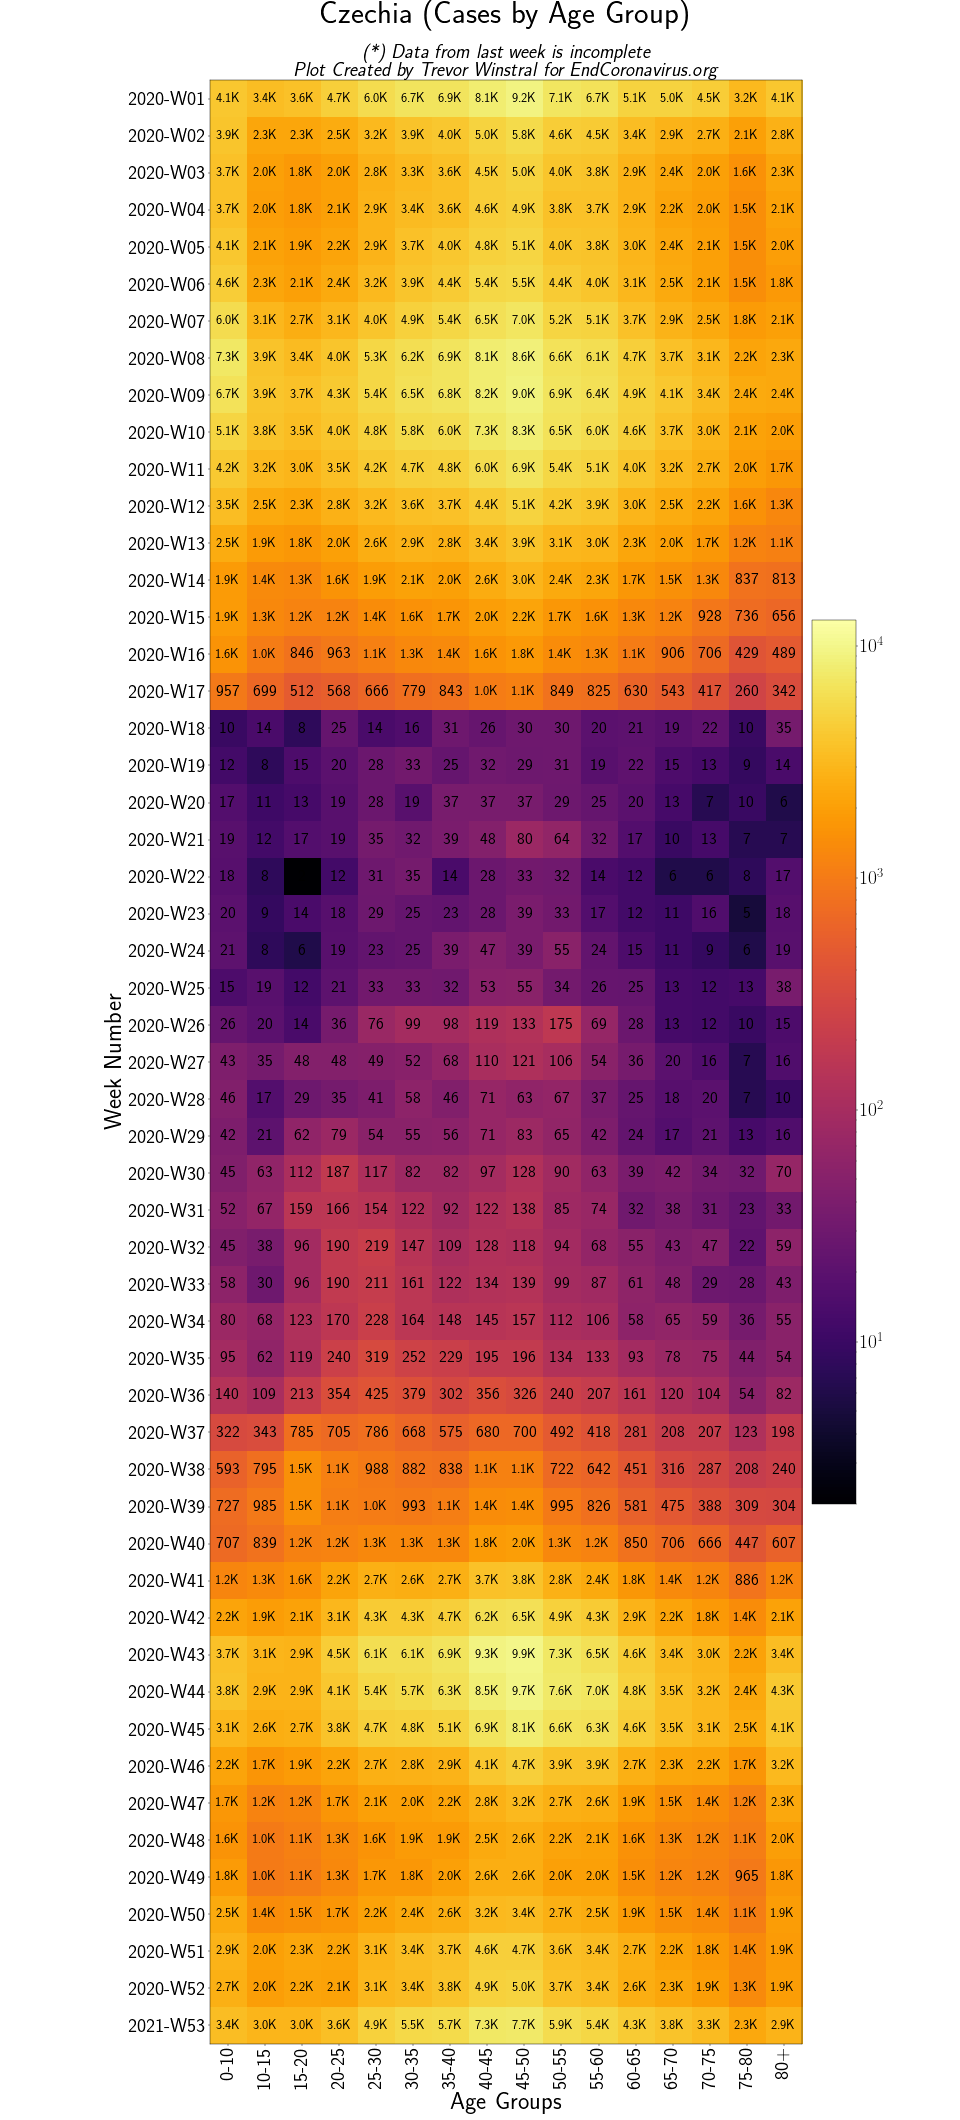 Czechia (Cases by Age Group)
(*) Data from last week is incomplete
Plot Created by Trevor Winstral for EndCoronavirus.org
2020-W01 4.1K 3.4K 3.6K 4.7K 6.0K 6.7K 6.9K 8.1K 9.2K 7.1K 6.7K 5.1K 5.0K 4.5K 3.2K 4.1K
2020-W02 3.9K 2.3K 2.3K 2.5K 3.2K 3.9K 4.0K 5.0K 5.8K 4.6K 4.5K 3.4K 2.9K 2.7K 2.1K 2.8K
2020-W03 3.7K 2.0K 1.8K 2.0K 2.8K 3.3K 3.6K 4.5K 5.0K 4.0K 3.8K 2.9K 2.4K 2.0K 1.6K 2.3K
2020-W04 3.7K 2.0K 1.8K 2.1K 2.9K 3.4K 3.6K 4.6K 4.9K 3.8K 3.7K 2.9K 2.2K 2.0K 1.5K 2.1K
2020-W05 4.1K 2.1K 1.9K 2.2K 2.9K 3.7K 4.0K 4.8K 5.1K 4.0K 3.8K 3.0K 2.4K 2.1K 1.5K 2.0K
2020-W06 4.6K 2.3K 2.1K 2.4K 3.2K 3.9K 4.4K 5.4K 5.5K 4.4K 4.0K 3.1K 2.5K 2.1K 1.5K 1.8K
2020-W07 6.0K 3.1K 2.7K 3.1K 4.0K 4.9K 5.4K 6.5K 7.0K 5.2K 5.1K 3.7K 2.9K 2.5K 1.8K 2.1K
2020-W08 7.3K 3.9K 3.4K 4.0K 5.3K 6.2K 6.9K 8.1K 8.6K 6.6K 6.1K 4.7K 3.7K 3.1K 2.2K 2.3K
2020-W09 6.7K 3.9K 3.7K 4.3K 5.4K 6.5K 6.8K 8.2K 9.0K 6.9K 6.4K 4.9K 4.1K 3.4K 2.4K 2.4K
2020-W10 5.1K 3.8K 3.5K 4.0K 4.8K 5.8K 6.0K 7.3K 8.3K 6.5K 6.0K 4.6K 3.7K 3.0K 2.1K 2.0K
2020-W11 4.2K 3.2K 3.0K 3.5K 4.2K 4.7K 4.8K 6.0K 6.9K 5.4K 5.1K 4.0K 3.2K 2.7K 2.0K 1.7K
2020-W12 3.5K 2.5K 2.3K 2.8K 3.2K 3.6K 3.7K 4.4K 5.1K 4.2K 3.9K 3.0K 2.5K 2.2K 1.6K 1.3K
2020-W13 2.5K 1.9K 1.8K 2.0K 2.6K 2.9K 2.8K 3.4K 3.9K 3.1K 3.0K 2.3K 2.0K 1.7K 1.2K 1.1K
2020-W14 1.9K 1.4K 1.3K 1.6K 1.9K 2.1K 2.0K 2.6K 3.0K 2.4K 2.3K 1.7K 1.5K 1.3K 837 813
2020-W15 1.9K 1.3K 1.2K 1.2K 1.4K 1.6K 1.7K 2.0K 2.2K 1.7K 1.6K 1.3K 1.2K 928 736 656
2020-W16 1.6K 1.0K 846 963 1.1K 1.3K 1.4K 1.6K 1.8K 1.4K 1.3K 1.1K 906 706 429 489
2020-W17 957 699 512 568 666 779 843 1.0K 1.1K 849 825 630 543 417 260 342
2020-W18 10 14 8 25 14 16 31 26 30 30 20 21 19 22 10 35
2020-W19 12 8 15 20 28 33 25 32 29 31 19 22 15 13 9 14
2020-W20 17 11 13 19 28 19 37 37 37 29 25 20 13 7 10 6
2020-W21 19 12 17 19 35 32 39 48 80 64 32 17 10 13 7 7
2020-W22 18 8 12 31 35 14 28 33 32 14 12 6 6 8 17
2020-W23 20 9 14 18 29 25 23 28 39 33 17 12 11 16 5 18
2020-W24 21 8 6 19 23 25 39 47 39 55 24 15 11 9 6 19
2020-W25 15 19 12 21 33 33 32 53 55 34 26 25 13 12 13 38
2020-W26 26 20 14 36 76 99 98 119 133 175 69 28 13 12 10 15
2020-W27 43 35 48 48 49 52 68 110 121 106 54 36 20 16 7 16
2020-W28 46 17 29 35 41 58 46 71 63 67 37 25 18 20 7 10
2020-W29 42 21 62 79 54 55 56 71 83 65 42 24 17 21 13 16
2020-W30 45 63 112 187 117 82 82 97 128 90 63 39 42 34 32 70
2020-W31 52 67 159 166 154 122 92 122 138 85 74 32 38 31 23 33
2020-W32 45 38 96 190 219 147 109 128 118 94 68 55 43 47 22 59
2020-W33 58 30 96 190 211 161 122 134 139 99 87 61 48 29 28 43
2020-W34 80 68 123 170 228 164 148 145 157 112 106 58 65 59 36 55
2020-W35 95 62 119 240 319 252 229 195 196 134 133 93 78 75 44 54
2020-W36 140 109 213 354 425 379 302 356 326 240 207 161 120 104 54 82
2020-W37 322 343 785 705 786 668 575 680 700 492 418 281 208 207 123 198
2020-W38 593 795 1.5K 1.1K 988 882 838 1.1K 1.1K 722 642 451 316 287 208 240
2020-W39 727 985 1.5K 1.1K 1.0K 993 1.1K 1.4K 1.4K 995 826 581 475 388 309 304
2020-W40 707 839 1.2K 1.2K 1.3K 1.3K 1.3K 1.8K 2.0K 1.3K 1.2K 850 706 666 447 607
2020-W41 1.2K 1.3K 1.6K 2.2K 2.7K 2.6K 2.7K 3.7K 3.8K 2.8K 2.4K 1.8K 1.4K 1.2K 886 1.2K
2020-W42 2.2K 1.9K 2.1K 3.1K 4.3K 4.3K 4.7K 6.2K 6.5K 4.9K 4.3K 2.9K 2.2K 1.8K 1.4K 2.1K
2020-W43 3.7K 3.1K 2.9K 4.5K 6.1K 6.1K 6.9K 9.3K 9.9K 7.3K 6.5K 4.6K 3.4K 3.0K 2.2K 3.4K
2020-W44 3.8K 2.9K 2.9K 4.1K 5.4K 5.7K 6.3K 8.5K 9.7K 7.6K 7.0K 4.8K 3.5K 3.2K 2.4K 4.3K
2020-W45 3.1K 2.6K 2.7K 3.8K 4.7K 4.8K 5.1K 6.9K 8.1K 6.6K 6.3K 4.6K 3.5K 3.1K 2.5K 4.1K
2020-W46 2.2K 1.7K 1.9K 2.2K 2.7K 2.8K 2.9K 4.1K 4.7K 3.9K 3.9K 2.7K 2.3K 2.2K 1.7K 3.2K
2020-W47 1.7K 1.2K 1.2K 1.7K 2.1K 2.0K 2.2K 2.8K 3.2K 2.7K 2.6K 1.9K 1.5K 1.4K 1.2K 2.3K
2020-W48 1.6K 1.0K 1.1K 1.3K 1.6K 1.9K 1.9K 2.5K 2.6K 2.2K 2.1K 1.6K 1.3K 1.2K 1.1K 2.0K
2020-W49 1.8K 1.0K 1.1K 1.3K 1.7K 1.8K 2.0K 2.6K 2.6K 2.0K 2.0K 1.5K 1.2K 1.2K 965 1.8K
2020-W50 2.5K 1.4K 1.5K 1.7K 2.2K 2.4K 2.6K 3.2K 3.4K 2.7K 2.5K 1.9K 1.5K 1.4K 1.1K 1.9K
2020-W51 2.9K 2.0K 2.3K 2.2K 3.1K 3.4K 3.7K 4.6K 4.7K 3.6K 3.4K 2.7K 2.2K 1.8K 1.4K 1.9K
2020-W52 2.7K 2.0K 2.2K 2.1K 3.1K 3.4K 3.8K 4.9K 5.0K 3.7K 3.4K 2.6K 2.3K 1.9K 1.3K 1.9K
2021-W53 3.4K 3.0K 3.0K 3.6K 4.9K 5.5K 5.7K 7.3K 7.7K 5.9K 5.4K 4.3K 3.8K 3.3K 2.3K 2.9K
0-10 10-15 15-20 20-25 25-30 30-35 35-40 40-45 45-50 50-55 55-60 60-65 65-70 70-75 75-80 80+
Age Groups
Week Number
10⁴
10³
10²
10¹